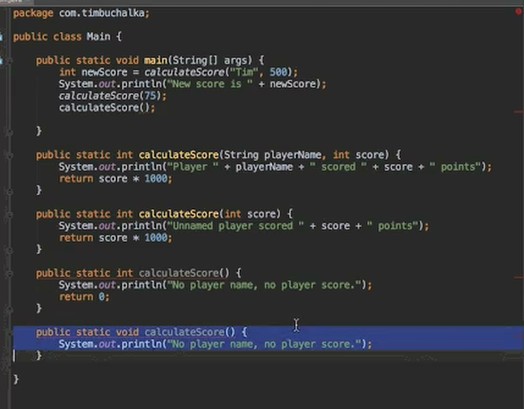 package com.timbuchalka;
public class Main {
public static void main(String[] args) {
int newScore = calculateScore("Tim", 500);
System.out.println("New score is " + newScore);
calculateScore(75);
calculateScore();
}
public static int calculateScore(String playerName, int score) {
System.out.println("Player " + playerName + " scored " + score + " points");
return score * 1000;
}
public static int calculateScore(int score) {
System.out.println("Unnamed player scored " + score + " points");
return score * 1000;
}
public static int calculateScore() {
System.out.println("No player name, no player score.");
return 0;
}
public static void calculateScore() {
System.out.println("No player name, no player score.");
}
}